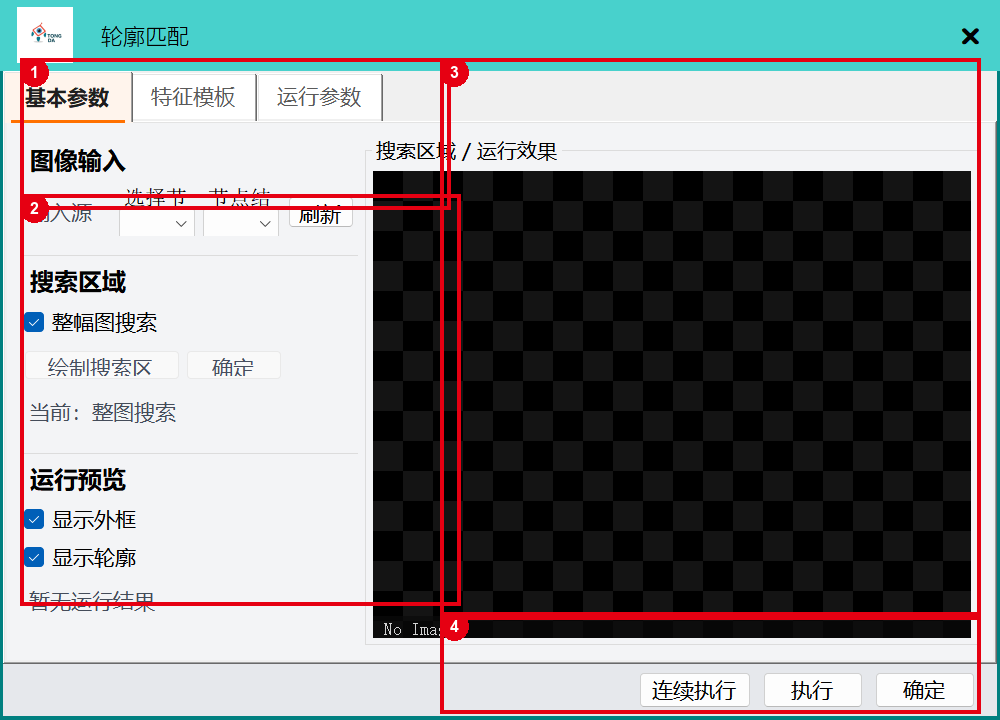 TONG
DA
轮廓匹配
1
3
基本参数 特征模板 运行参数
图像输入
搜索区域 / 运行效果
选择节 节点结
2
入源
刷新
搜索区域
整幅图搜索
绘制搜索区 确定
当前：整图搜索
运行预览
显示外框
显示轮廓
暂无运行结果
No Ima
4
连续执行 执行 确定